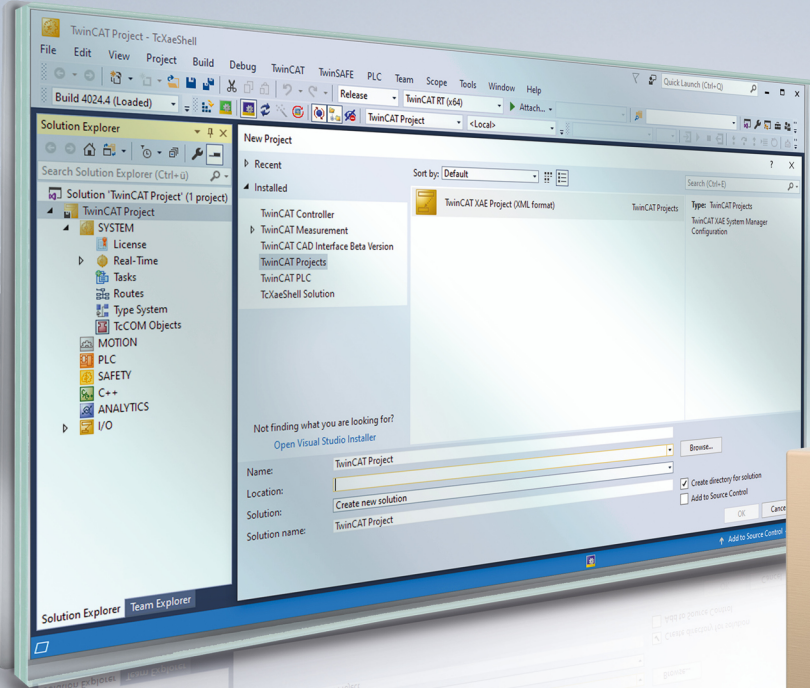 TwinCAT Project - TcXaeShell
File Edit View Project Build Debug TwinCAT TwinSAFE PLC Team Scope Tools Window Help
Quick Launch (Ctrl+Q)
Release TwinCAT RT (x64) Attach...
Build 4024.4 (Loaded) TwinCAT Project <Local>
Solution Explorer
Search Solution Explorer (Ctrl+ü)
Solution 'TwinCAT Project' (1 project)
TwinCAT Project
SYSTEM
License
Real-Time
Tasks
Routes
Type System
TcCOM Objects
MOTION
PLC
SAFETY
C++
ANALYTICS
I/O
Solution Explorer Team Explorer
New Project ? X
Recent
Installed
TwinCAT Controller
TwinCAT Measurement
TwinCAT CAD Interface Beta Version
TwinCAT Projects
TwinCAT PLC
TcXaeShell Solution
Not finding what you are looking for?
Open Visual Studio Installer
Sort by: Default
TwinCAT XAE Project (XML format) TwinCAT Projects
Search (Ctrl+E)
Type: TwinCAT Projects
TwinCAT XAE System Manager
Configuration
Name: TwinCAT Project
Location: Browse...
Solution: Create new solution
Solution name: TwinCAT Project
Create directory for solution
Add to Source Control
OK Cance
Add to Source Control